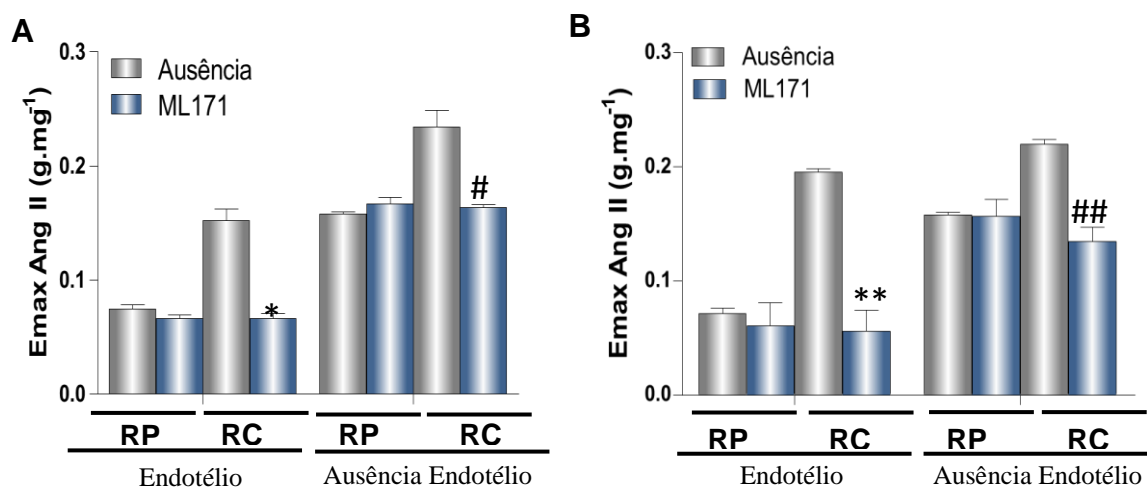 A
0.3
0.2
0.1
0.0
Emax Ang II (g.mg⁻¹)
Ausência
ML171
*
#
RP
RC
RP
RC
Endotélio
Ausência Endotélio
B
0.3
0.2
0.1
0.0
Emax Ang II (g.mg⁻¹)
Ausência
ML171
**
##
RP
RC
RP
RC
Endotélio
Ausência Endotélio